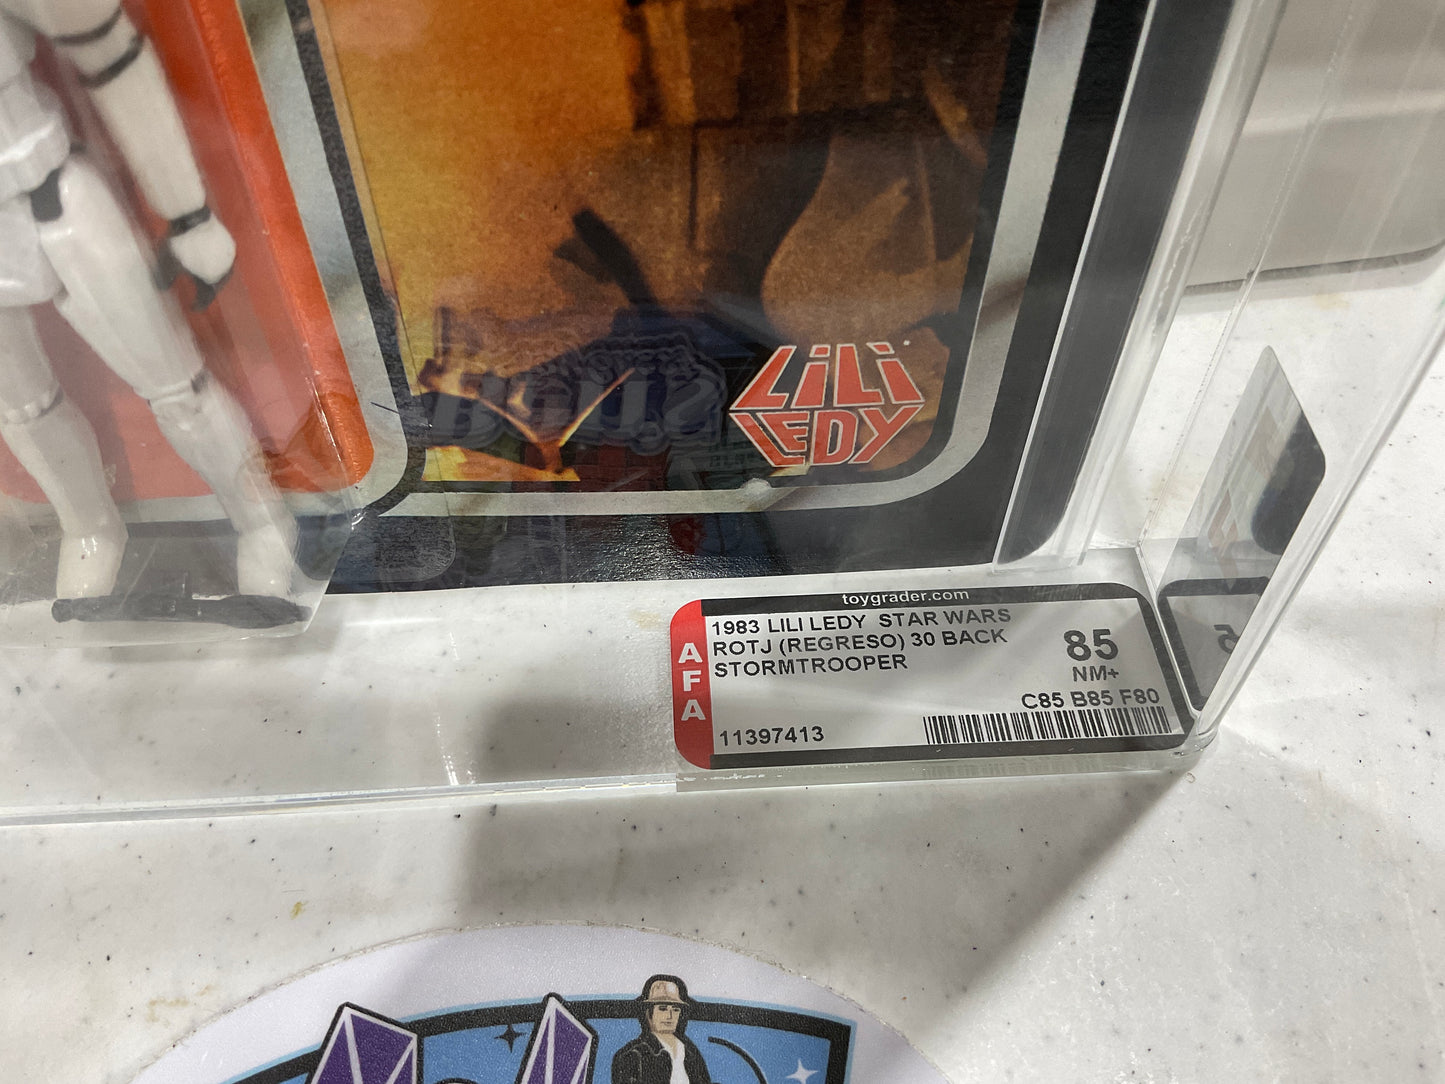 LiLi
LEDY
toygrader.com
AFA
1983 LILI LEDY STAR WARS
ROTJ (REGRESO) 30 BACK
STORMTROOPER
85
NM+
C85 B85 F80
11397413